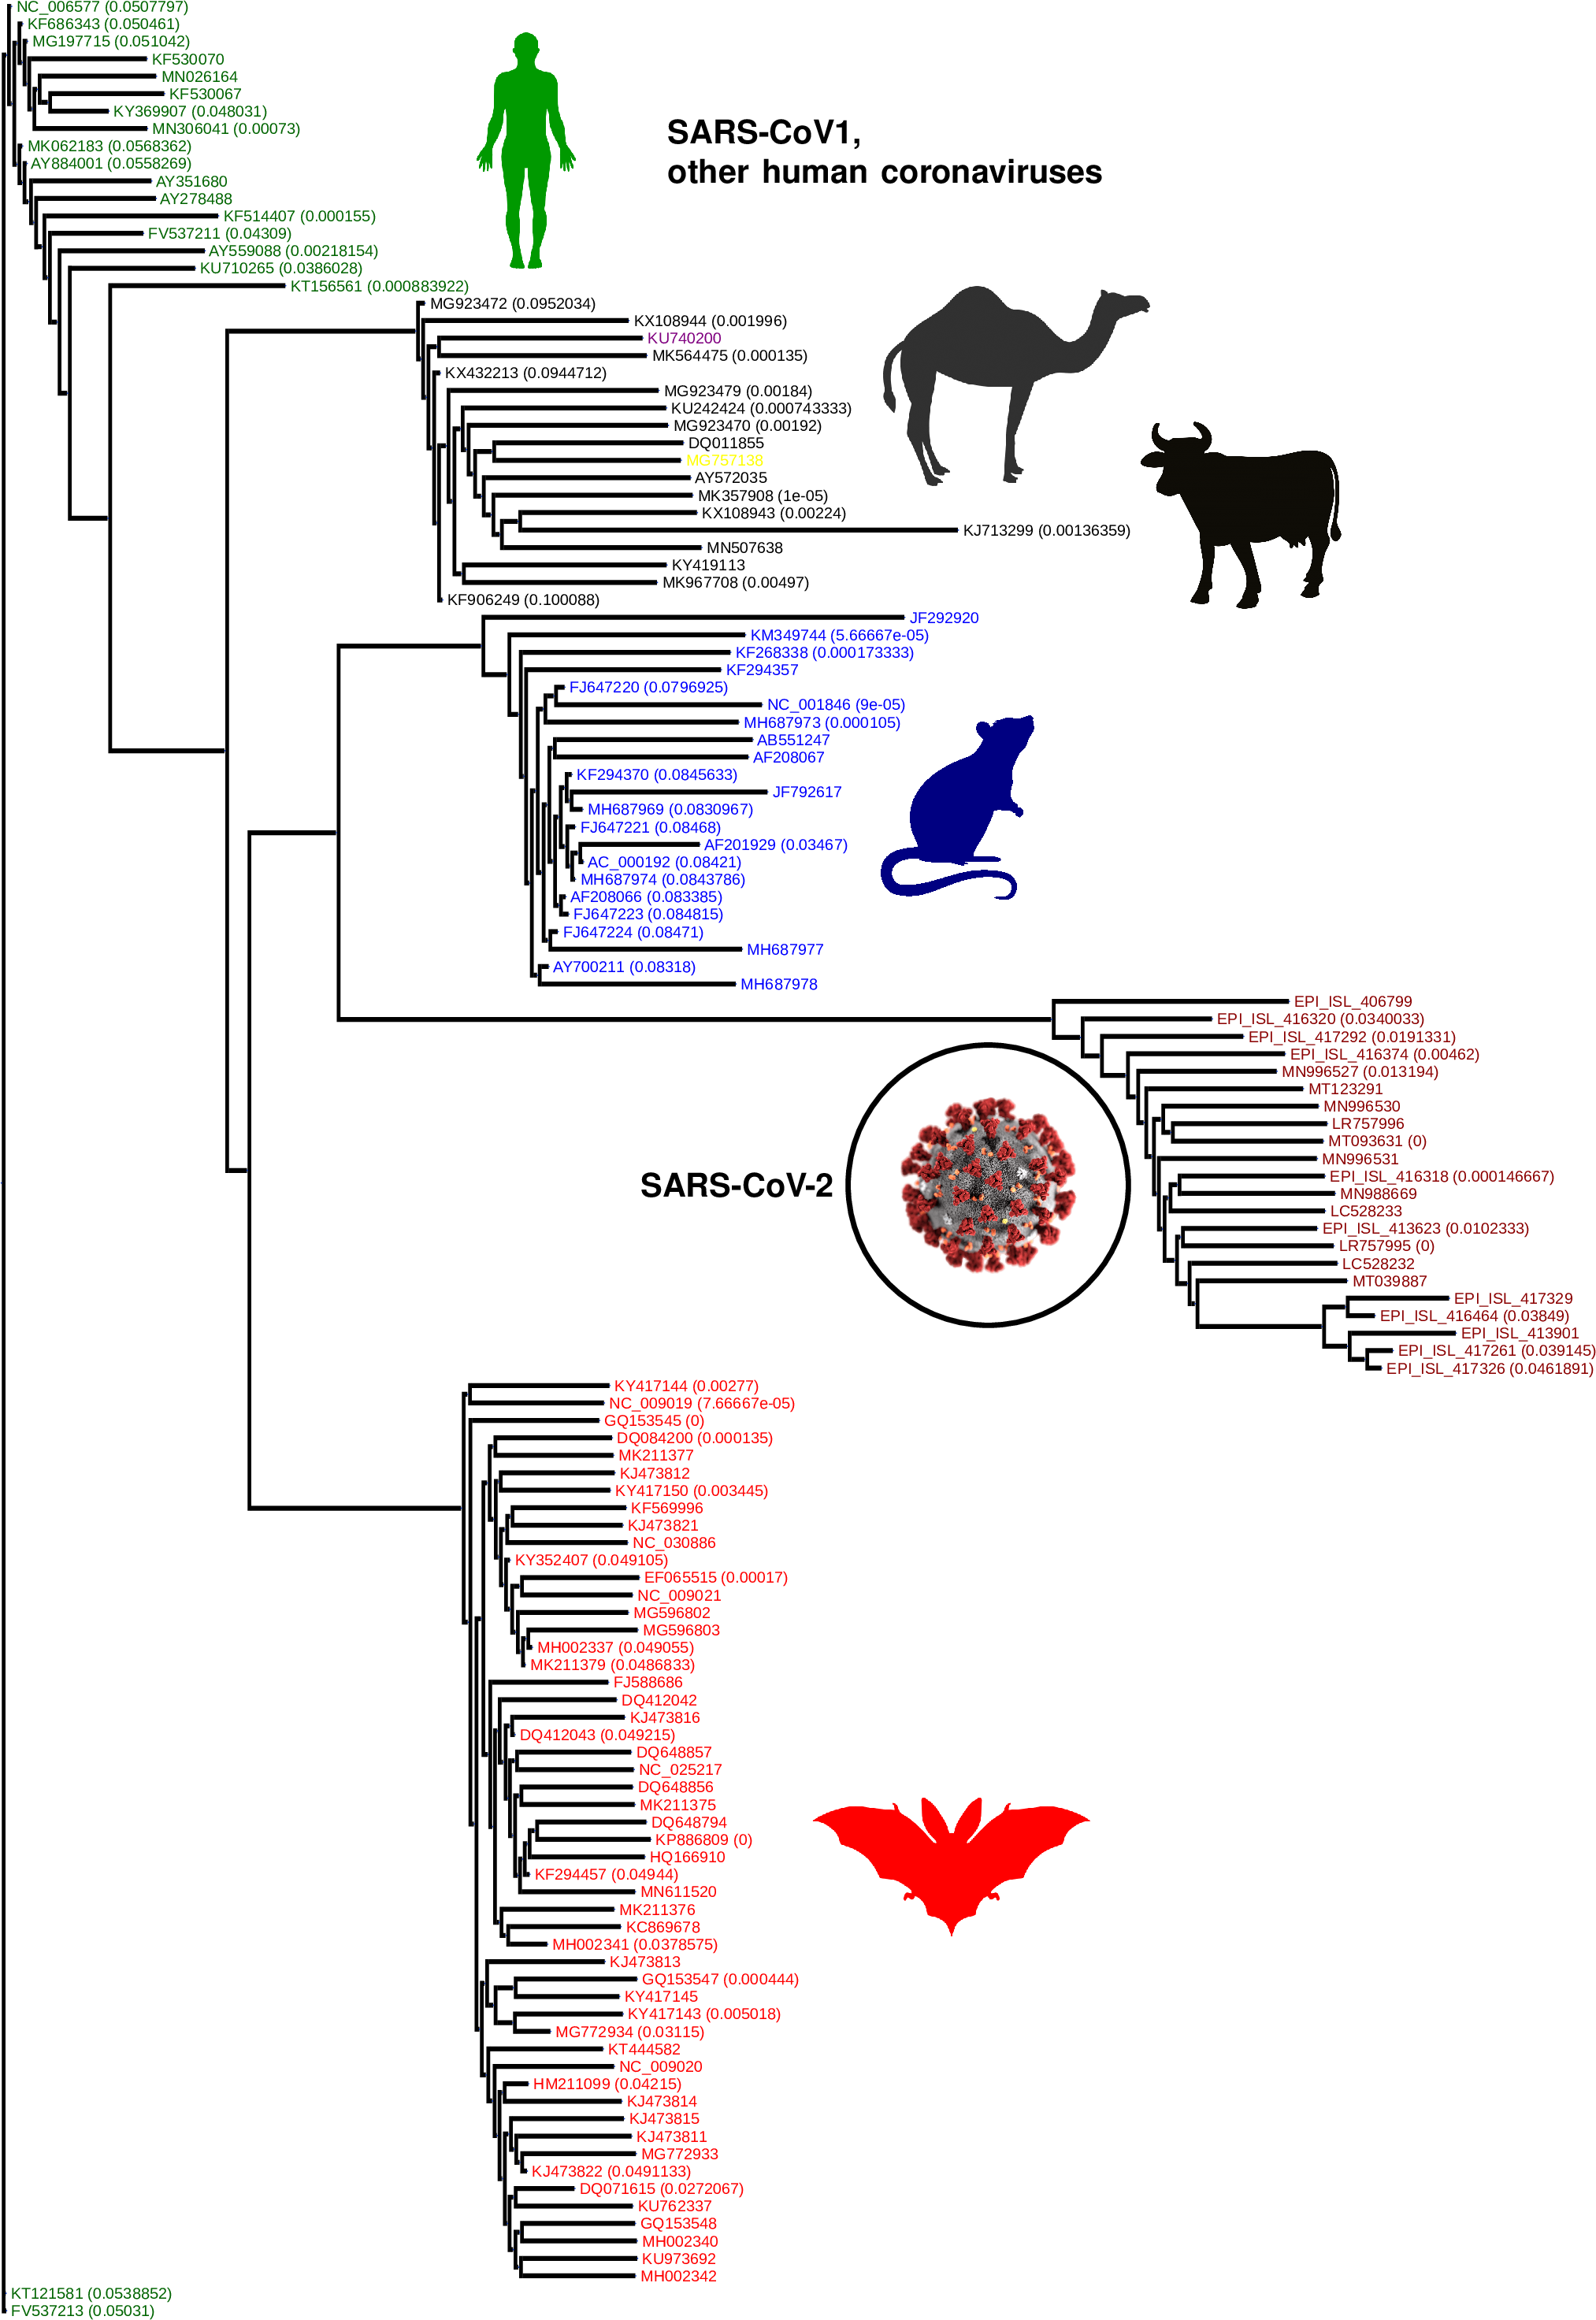 NC_006577 (0.0507797)
KF686343 (0.050461)
MG197715 (0.051042)
KF530070
MN026164
KF530067
KY369907 (0.048031)
MN306041 (0.00073)
MK062183 (0.0568362)
AY884001 (0.0558269)
AY351680
AY278488
KF514407 (0.000155)
FV537211 (0.04309)
AY559088 (0.00218154)
KU710265 (0.0386028)
KT156561 (0.000883922)
SARS-CoV1,
other human coronaviruses
MG923472 (0.0952034)
KX108944 (0.001996)
KU740200
MK564475 (0.000135)
KX432213 (0.0944712)
MG923479 (0.00184)
KU242424 (0.000743333)
MG923470 (0.00192)
DQ011855
MG757138
AY572035
MK357908 (1e-05)
KX108943 (0.00224)
KJ713299 (0.00136359)
MN507638
KY419113
MK967708 (0.00497)
KF906249 (0.100088)
JF292920
KM349744 (5.66667e-05)
KF268338 (0.000173333)
KF294357
FJ647220 (0.0796925)
NC_001846 (9e-05)
MH687973 (0.000105)
AB551247
AF208067
KF294370 (0.0845633)
JF792617
MH687969 (0.0830967)
FJ647221 (0.08468)
AF201929 (0.03467)
AC_000192 (0.08421)
MH687974 (0.0843786)
AF208066 (0.083385)
FJ647223 (0.084815)
FJ647224 (0.08471)
MH687977
AY700211 (0.08318)
MH687978
EPI_ISL_406799
EPI_ISL_416320 (0.0340033)
EPI_ISL_417292 (0.0191331)
EPI_ISL_416374 (0.00462)
MN996527 (0.013194)
MT123291
MN996530
LR757996
MT093631 (0)
MN996531
EPI_ISL_416318 (0.000146667)
MN988669
LC528233
EPI_ISL_413623 (0.0102333)
LR757995 (0)
LC528232
MT039887
EPI_ISL_417329
EPI_ISL_416464 (0.03849)
EPI_ISL_413901
EPI_ISL_417261 (0.039145)
EPI_ISL_417326 (0.0461891)
SARS-CoV-2
KY417144 (0.00277)
NC_009019 (7.66667e-05)
GQ153545 (0)
DQ084200 (0.000135)
MK211377
KJ473812
KY417150 (0.003445)
KF569996
KJ473821
NC_030886
KY352407 (0.049105)
EF065515 (0.00017)
NC_009021
MG596802
MG596803
MH002337 (0.049055)
MK211379 (0.0486833)
FJ588686
DQ412042
KJ473816
DQ412043 (0.049215)
DQ648857
NC_025217
DQ648856
MK211375
DQ648794
KP886809 (0)
HQ166910
KF294457 (0.04944)
MN611520
MK211376
KC869678
MH002341 (0.0378575)
KJ473813
GQ153547 (0.000444)
KY417145
KY417143 (0.005018)
MG772934 (0.03115)
KT444582
NC_009020
HM211099 (0.04215)
KJ473814
KJ473815
KJ473811
MG772933
KJ473822 (0.0491133)
DQ071615 (0.0272067)
KU762337
GQ153548
MH002340
KU973692
MH002342
KT121581 (0.0538852)
FV537213 (0.05031)